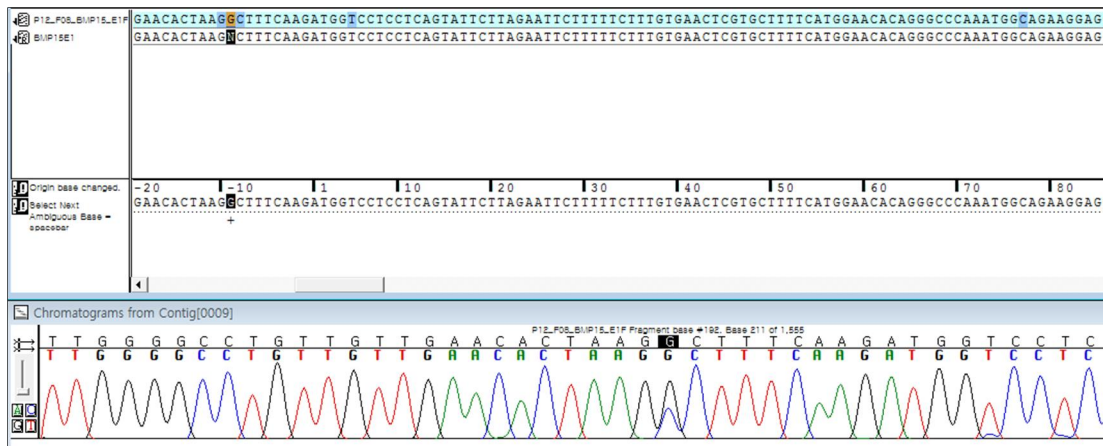 P12_F08_BMP15_E1F GAACACTAAGGCTTTCAAGATGGTCCTCCTCAGTATTCTTAGAATTCTTTTTCTTTGTGAACTCGTGCTTTTCATGGAACACAGGGCCCAAATGGCAGAAGGAG
BMP15E1 GAACACTAAGNCTTTCAAGATGGTCCTCCTCAGTATTCTTAGAATTCTTTTTCTTTGTGAACTCGTGCTTTTCATGGAACACAGGGCCCAAATGGCAGAAGGAG
Origin base changed. -20 -10 1 10 20 30 40 50 60 70 80
Select Next GAACACTAAGGCTTTCAAGATGGTCCTCCTCAGTATTCTTAGAATTCTTTTTCTTTGTGAACTCGTGCTTTTCATGGAACACAGGGCCCAAATGGCAGAAGGAG
Ambiguous Base = +
spacebar
Chromatograms from Contig[0009]
P12_F08_BMP15_E1F Fragment base #192. Base 211 of 1,555
T T G G G G C C T G T T G T T G A A C A C T A A G G C T T T C A A G A T G G T C C T C
T T G G G G C C T G T T G T T G A A C A C T A A G G C T T T C A A G A T G G T C C T C
A C
G T